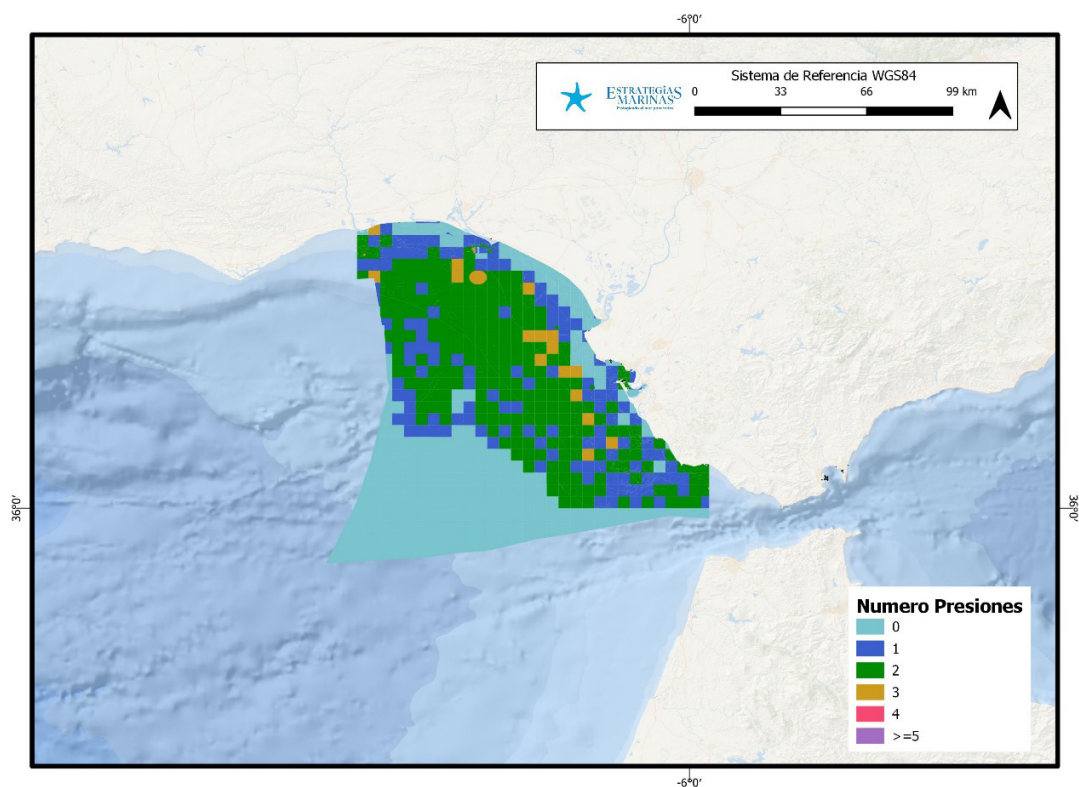 -6°0'
Sistema de Referencia WGS84
ESTRATEGIAS
MARINAS
0 33 66 99 km
36°0'
36°0'
Numero Presiones
0
1
2
3
4
>=5
-6°0'